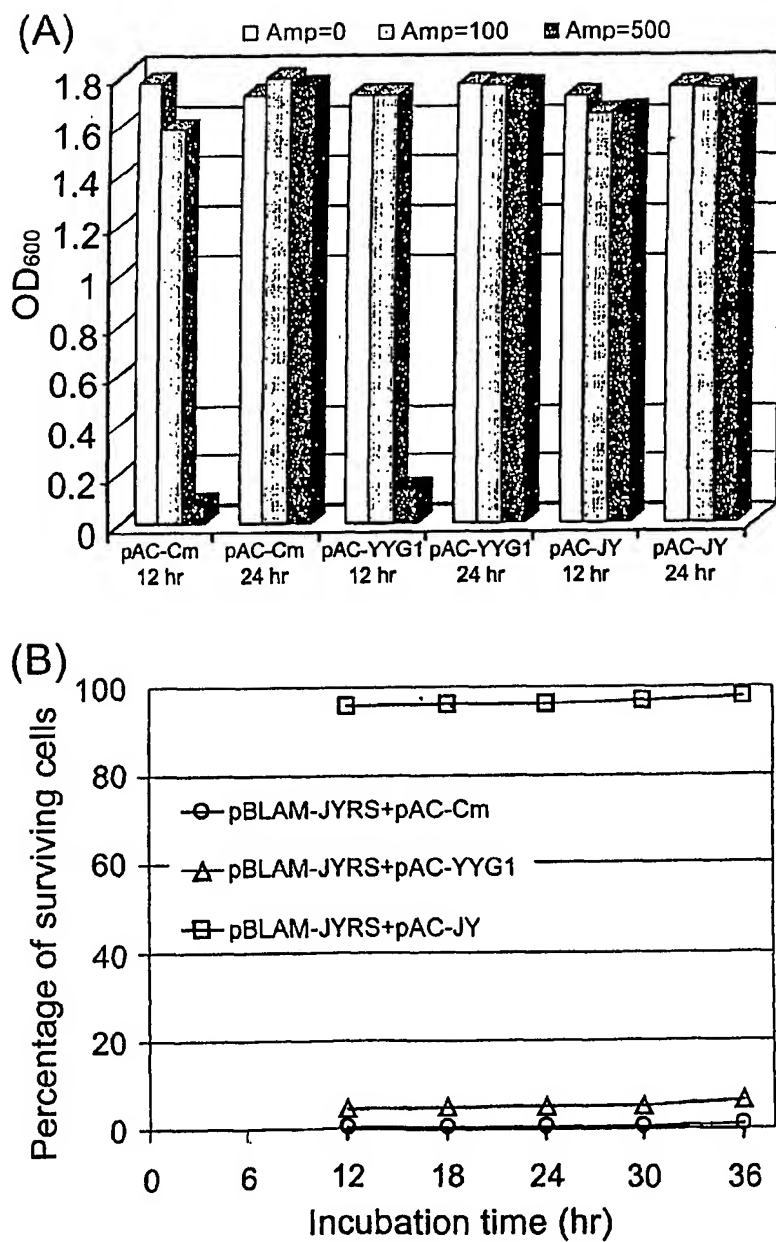 (A)
□ Amp=0 □ Amp=100 ■ Amp=500
OD600
1.8
1.6
1.4
1.2
1
0.8
0.6
0.4
0.2
0
pAC-Cm pAC-Cm pAC-YYG1 pAC-YYG1 pAC-JY pAC-JY
12 hr 24 hr 12 hr 24 hr 12 hr 24 hr
(B)
Percentage of surviving cells
100
80
60
40
20
0
pBLAM-JYRS+pAC-Cm
pBLAM-JYRS+pAC-YYG1
pBLAM-JYRS+pAC-JY
0 6 12 18 24 30 36
Incubation time (hr)